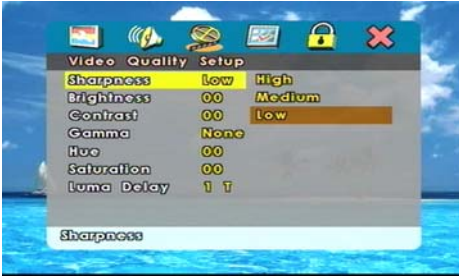 Video Quality Setup
Sharpness Low High
Brightness 00 Medium
Contrast 00 Low
Gamma None
Hue 00
Saturation 00
Luma Delay 1 T
Sharpness